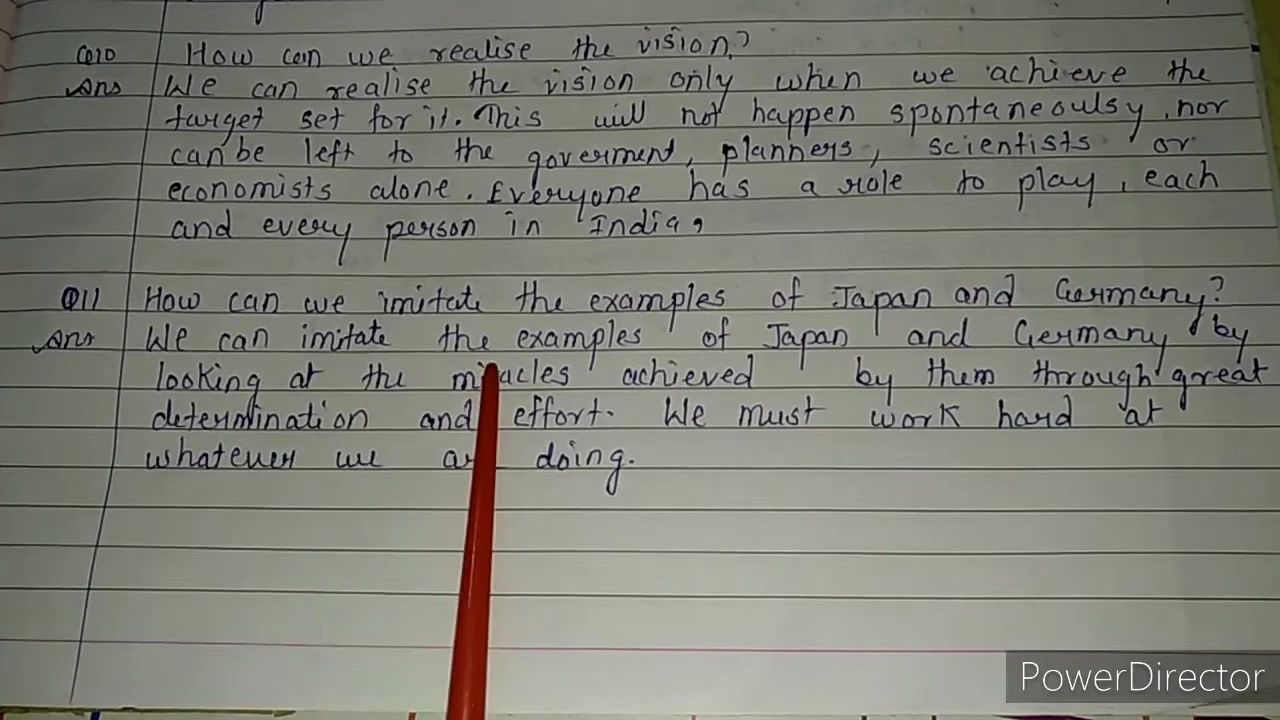 Q10 How can we realise the vision?
Ans We can realise the vision only when we achieve the
target set for it. This will not happen spontaneoulsy, nor
can be left to the goverment, planners, scientists or
economists alone. Everyone has a role to play, each
and every person in India,
Q11 How can we imitate the examples of Japan and Germany?
Ans We can imitate the examples of Japan and Germany by
looking at the miracles achieved by them through great
determination and effort. We must work hard at
whatever we are doing.
PowerDirector